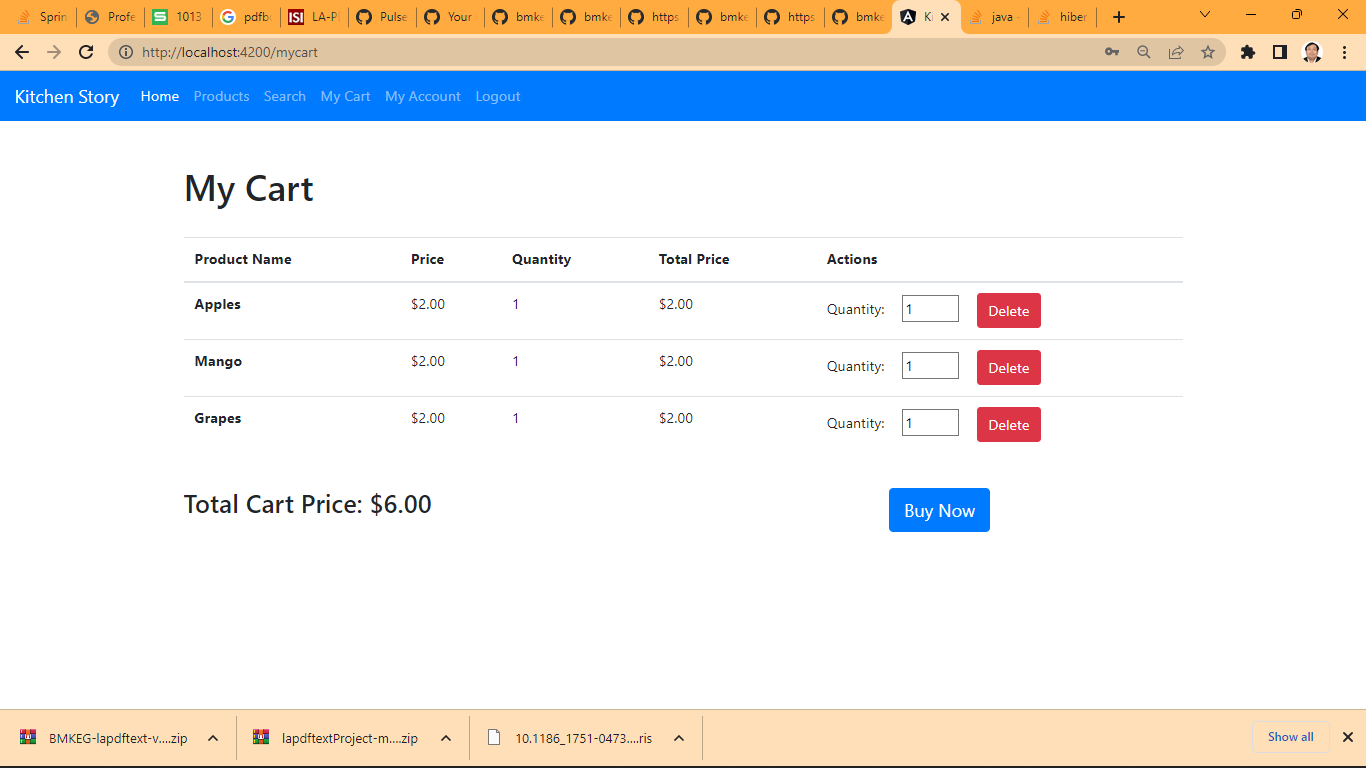 Sprin Profe 1013 pdfbo LA-P Pulse Your bmke bmke https bmke https bmke Ki java - hiber
http://localhost:4200/mycart
Kitchen Story Home Products Search My Cart My Account Logout
My Cart
Product Name Price Quantity Total Price Actions
Apples $2.00 1 $2.00 Quantity: 1 Delete
Mango $2.00 1 $2.00 Quantity: 1 Delete
Grapes $2.00 1 $2.00 Quantity: 1 Delete
Total Cart Price: $6.00 Buy Now
BMKEG-lapdftext-v....zip lapdftextProject-m....zip 10.1186_1751-0473....ris Show all